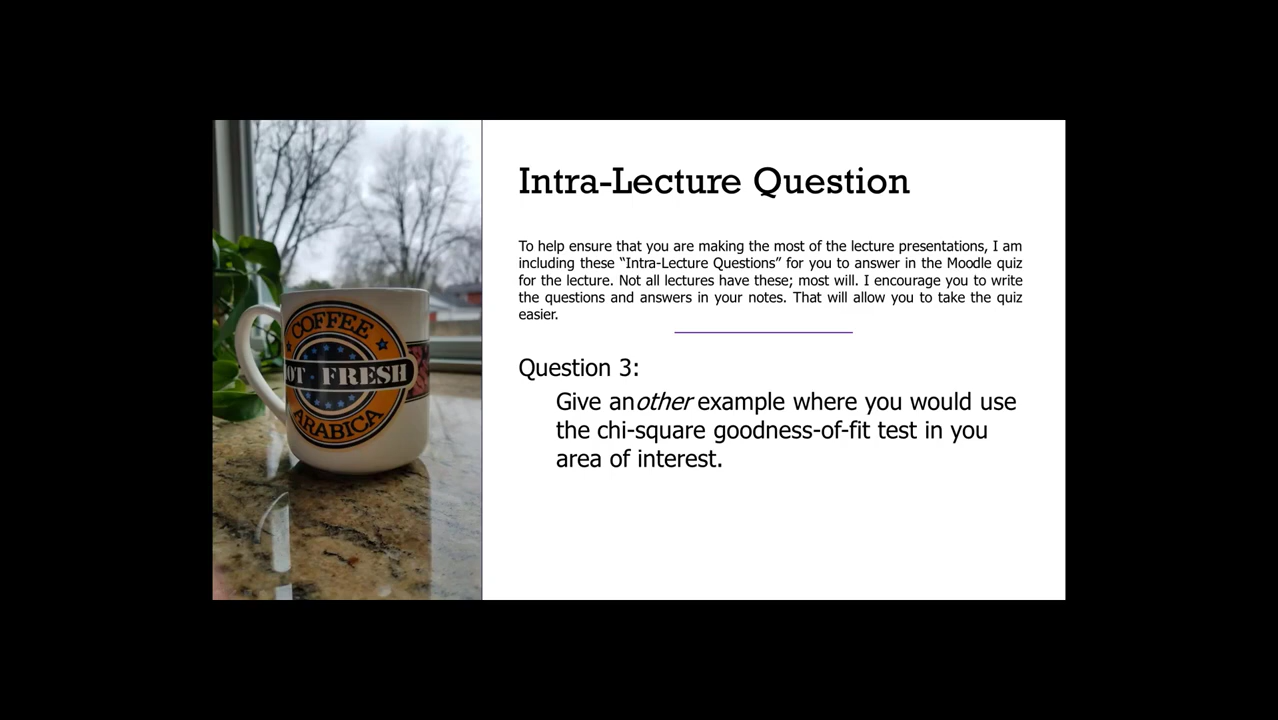 COFFEE
OT FRESH
ARABICA
Intra-Lecture Question
To help ensure that you are making the most of the lecture presentations, I am
including these “Intra-Lecture Questions” for you to answer in the Moodle quiz
for the lecture. Not all lectures have these; most will. I encourage you to write
the questions and answers in your notes. That will allow you to take the quiz
easier.
Question 3:
Give another example where you would use
the chi-square goodness-of-fit test in you
area of interest.